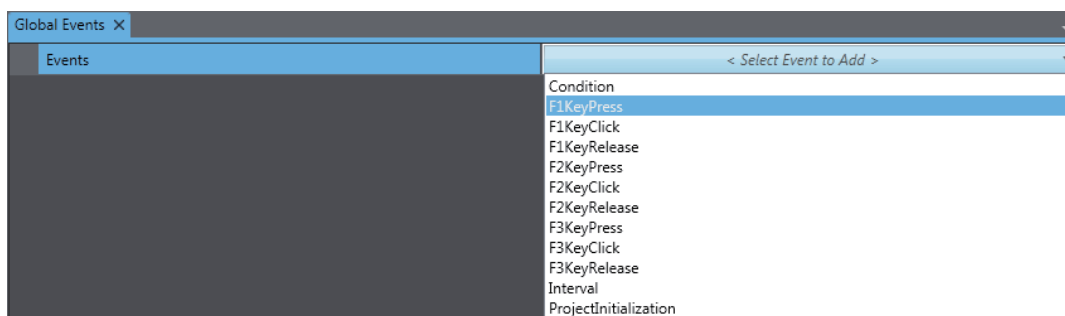 Global Events X
Events
< Select Event to Add >
Condition
F1KeyPress
F1KeyClick
F1KeyRelease
F2KeyPress
F2KeyClick
F2KeyRelease
F3KeyPress
F3KeyClick
F3KeyRelease
Interval
ProjectInitialization